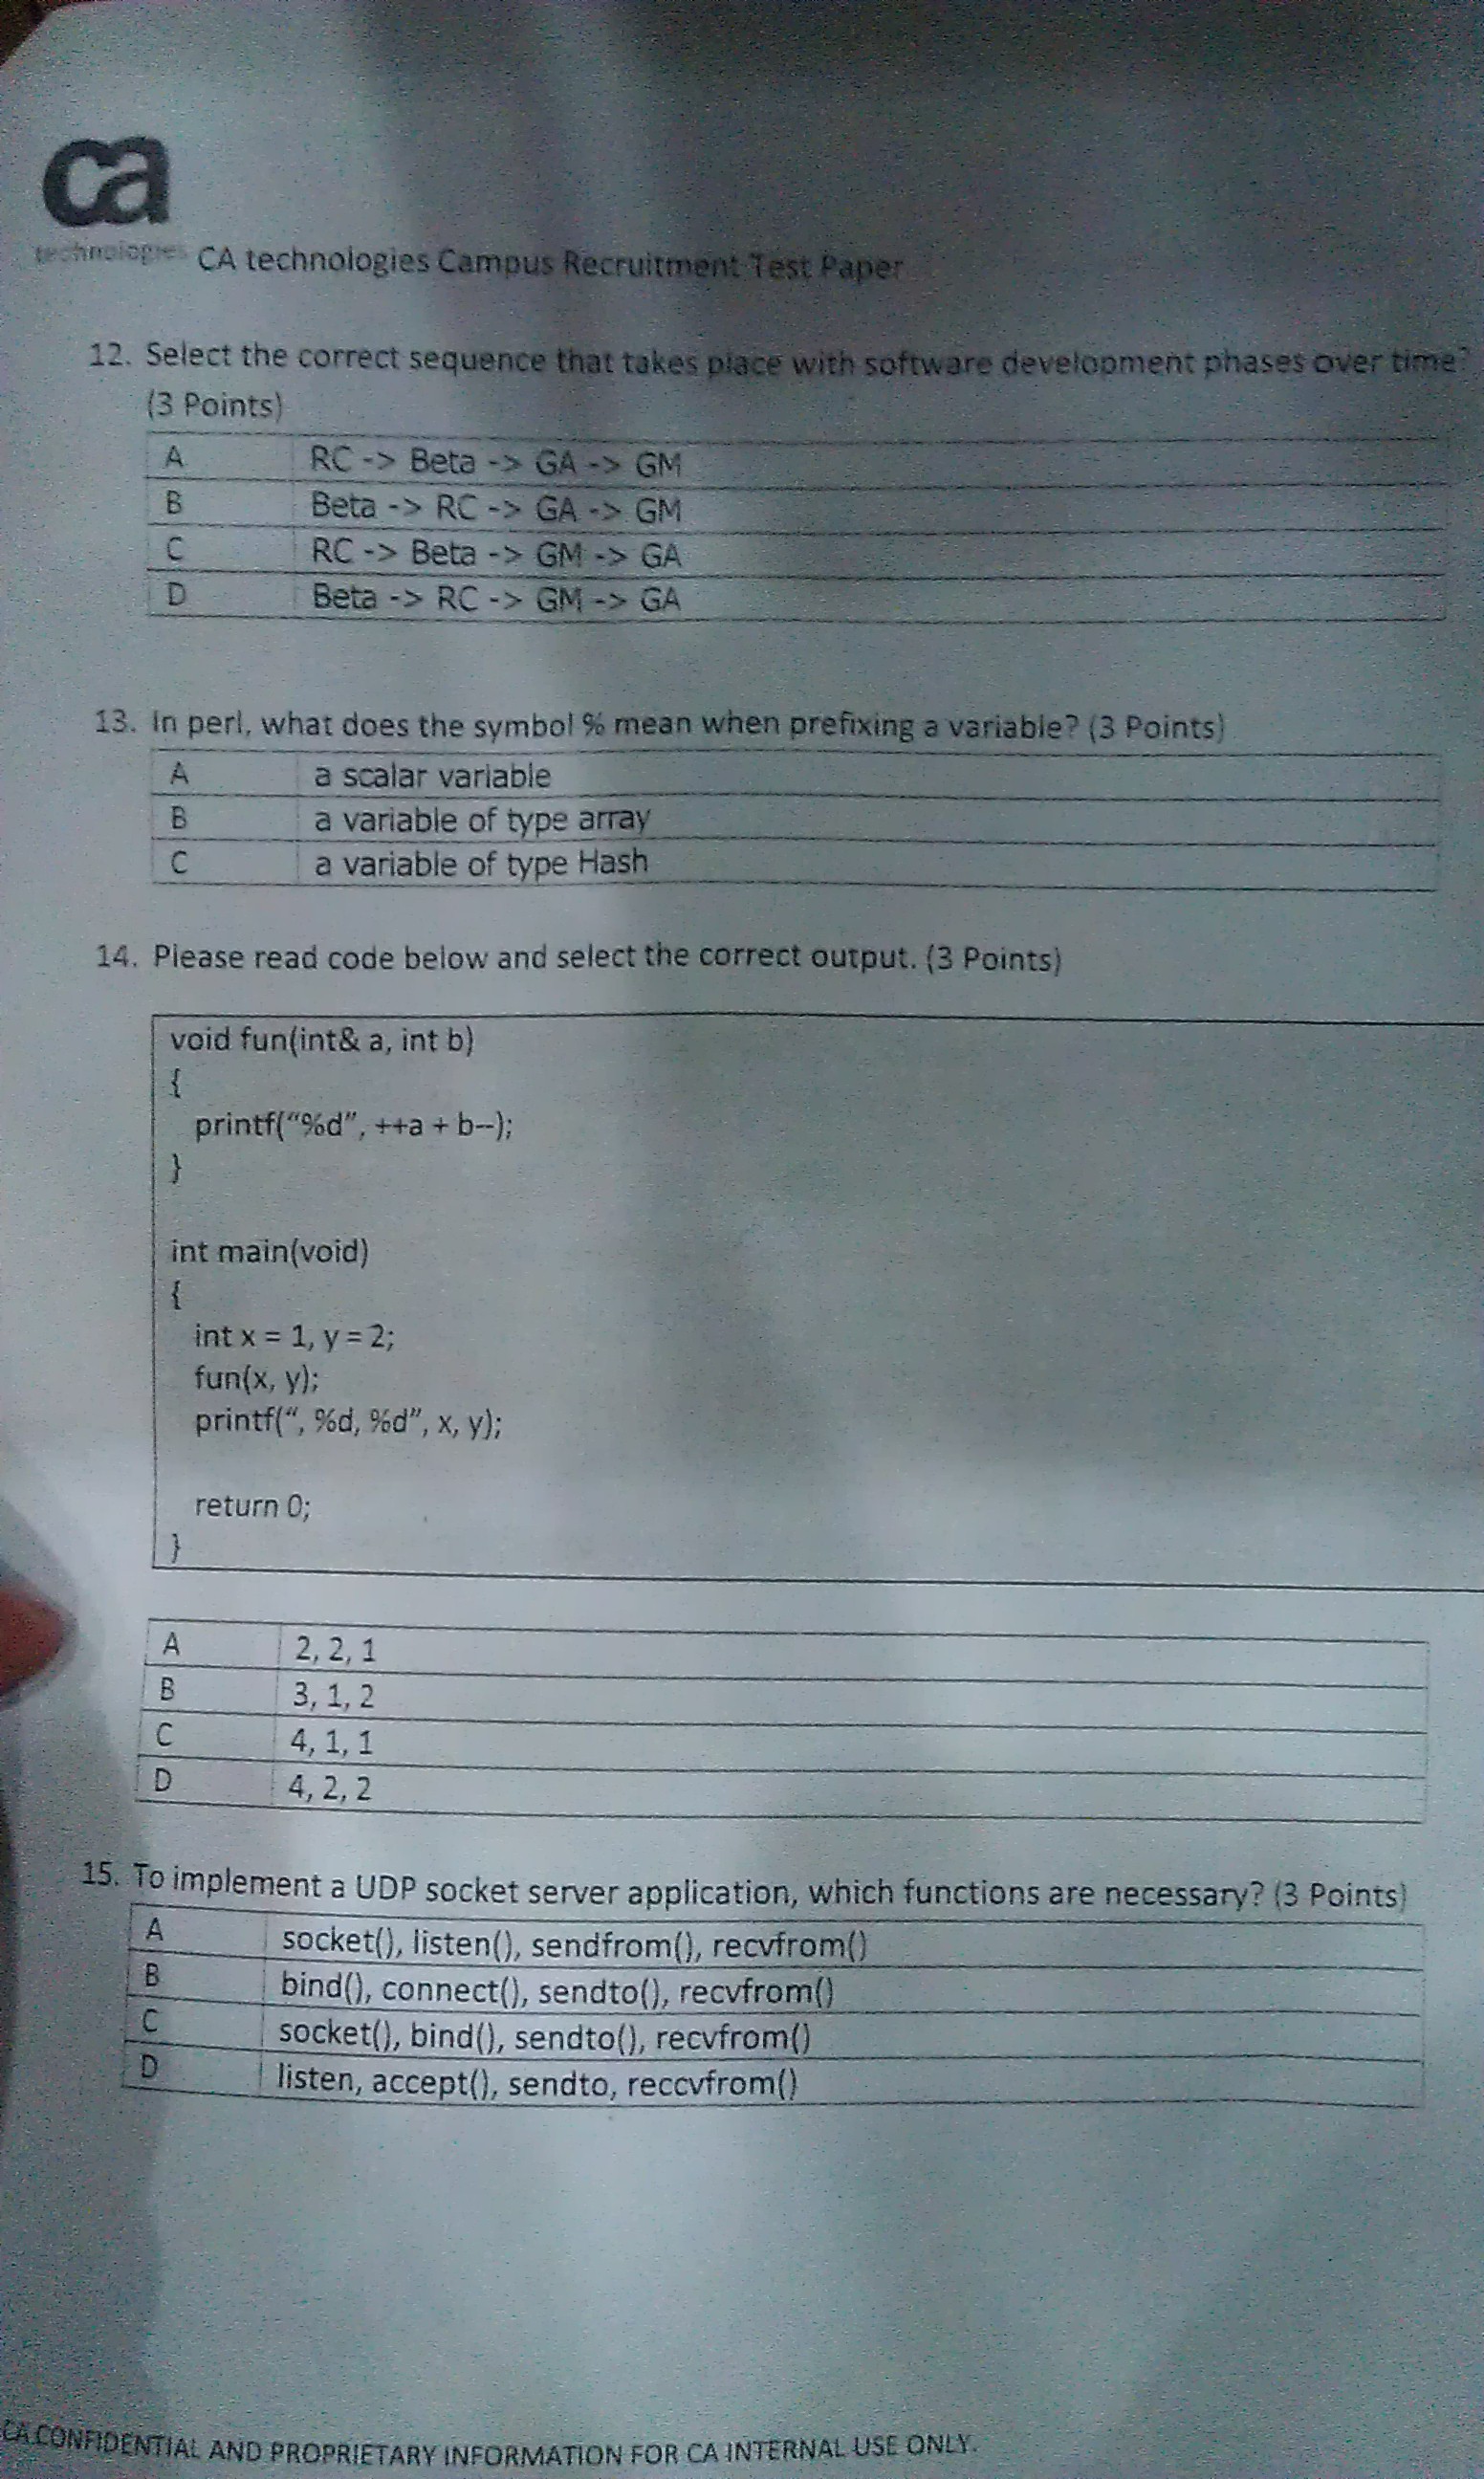 ca
technologies CA technologies Campus Recruitment Test Paper
12. Select the correct sequence that takes place with software development phases over time?
(3 Points)
A RC -> Beta -> GA -> GM
B Beta -> RC -> GA -> GM
C RC -> Beta -> GM -> GA
D Beta -> RC -> GM -> GA
13. In perl, what does the symbol % mean when prefixing a variable? (3 Points)
A a scalar variable
B a variable of type array
C a variable of type Hash
14. Please read code below and select the correct output. (3 Points)
void fun(int& a, int b)
{
printf(“%d”, ++a + b--);
}
int main(void)
{
int x = 1, y = 2;
fun(x, y);
printf(“, %d, %d”, x, y);
return 0;
}
A 2, 2, 1
B 3, 1, 2
C 4, 1, 1
D 4, 2, 2
15. To implement a UDP socket server application, which functions are necessary? (3 Points)
A socket(), listen(), sendfrom(), recvfrom()
B bind(), connect(), sendto(), recvfrom()
C socket(), bind(), sendto(), recvfrom()
D listen, accept(), sendto, reccvfrom()
CA CONFIDENTIAL AND PROPRIETARY INFORMATION FOR CA INTERNAL USE ONLY.